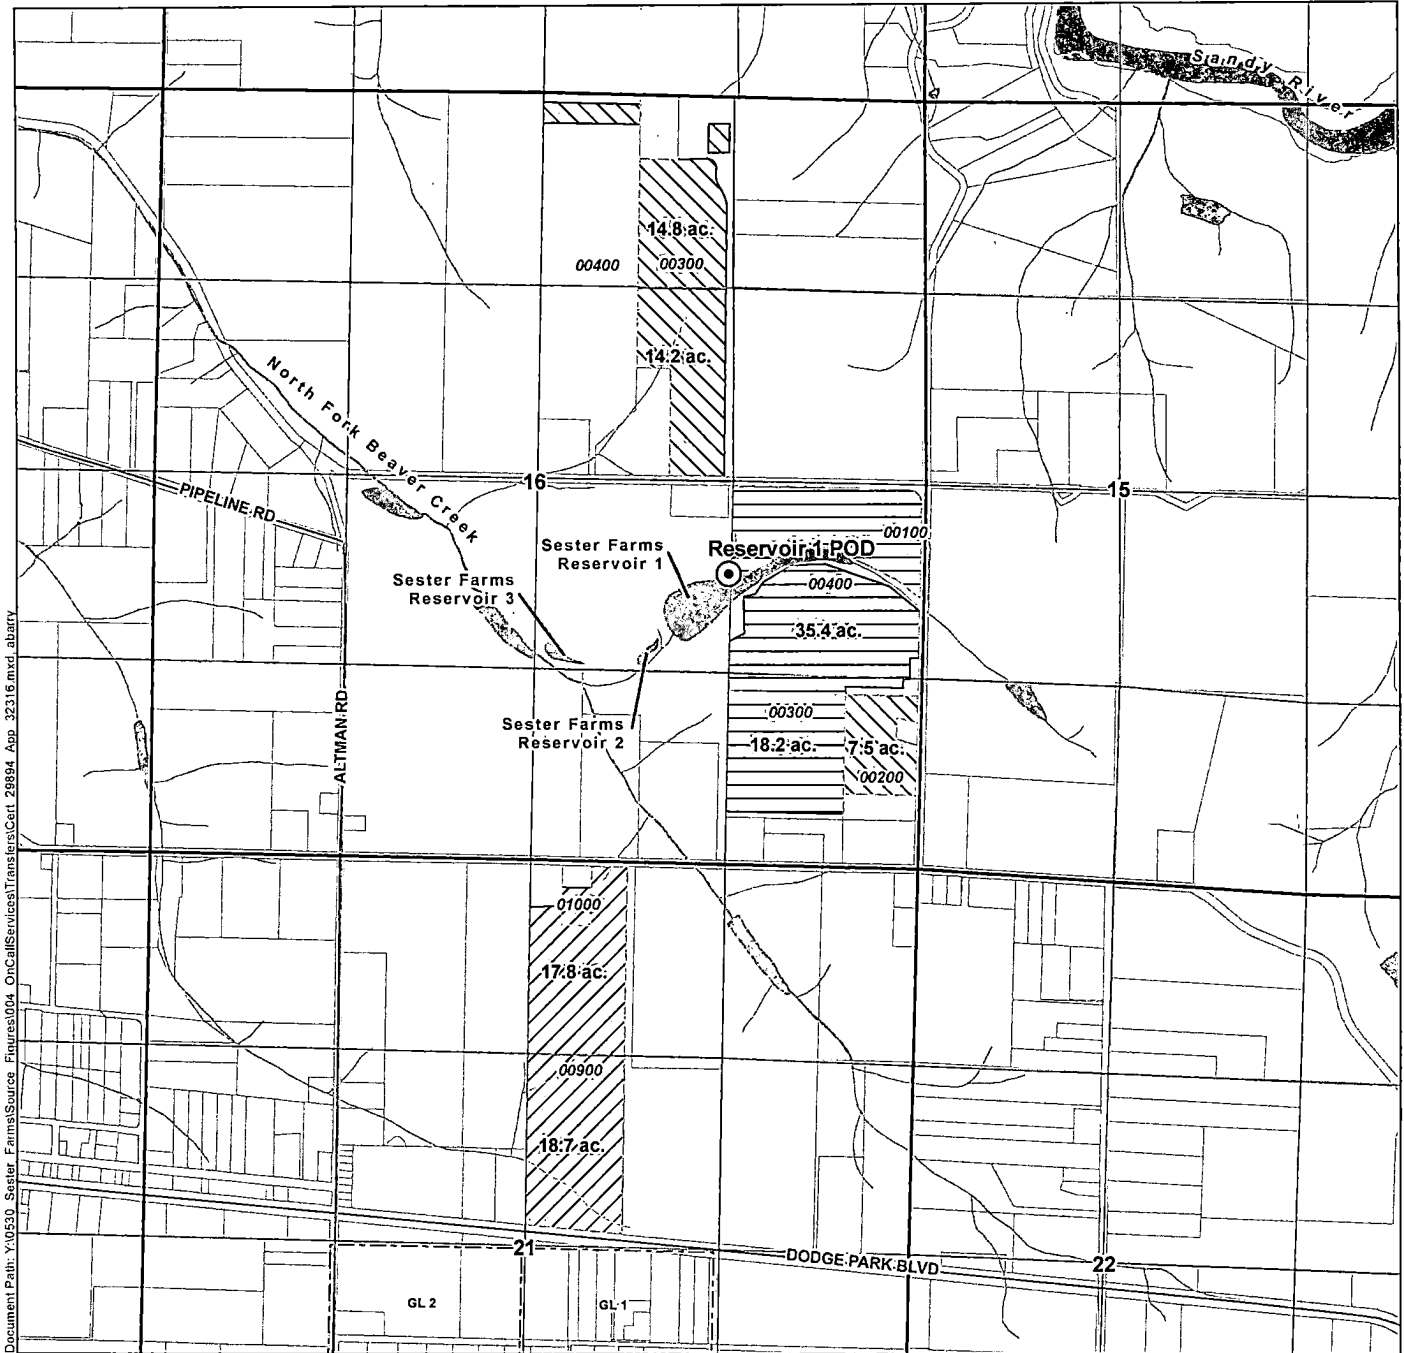 Sandy River
14.8 ac.
00400
00300
14.2 ac.
North Fork Beaver Creek
16
15
PIPELINE RD
00100
Sester Farms
Reservoir 1
Reservoir 1 POD
Sester Farms
Reservoir 3
00400
35.4 ac.
ALTMAN RD
00300
Sester Farms
Reservoir 2
18.2 ac.
7.5 ac.
00200
01000
17.8 ac.
00900
18.7 ac.
21
DODGE PARK BLVD
22
GL 2
GL 1
Document Path: Y:\0530_Sester_Farms\Source_Figures\004_OnCallServices\Transfers\Cert_29894_App_32316.mxd, abarry